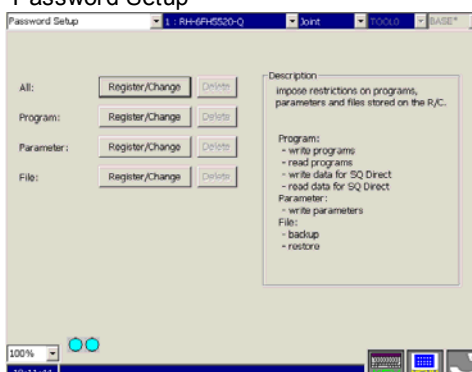 Password Setup
Password Setup 1 : RH-6FH5520-Q Joint TOOL0 BASE*
All: Register/Change Delete
Program: Register/Change Delete
Parameter: Register/Change Delete
File: Register/Change Delete
Description
impose restrictions on programs,
parameters and files stored on the R/C.
Program:
- write programs
- read programs
- write data for SQ Direct
- read data for SQ Direct
Parameter:
- write parameters
File:
- backup
- restore
100%